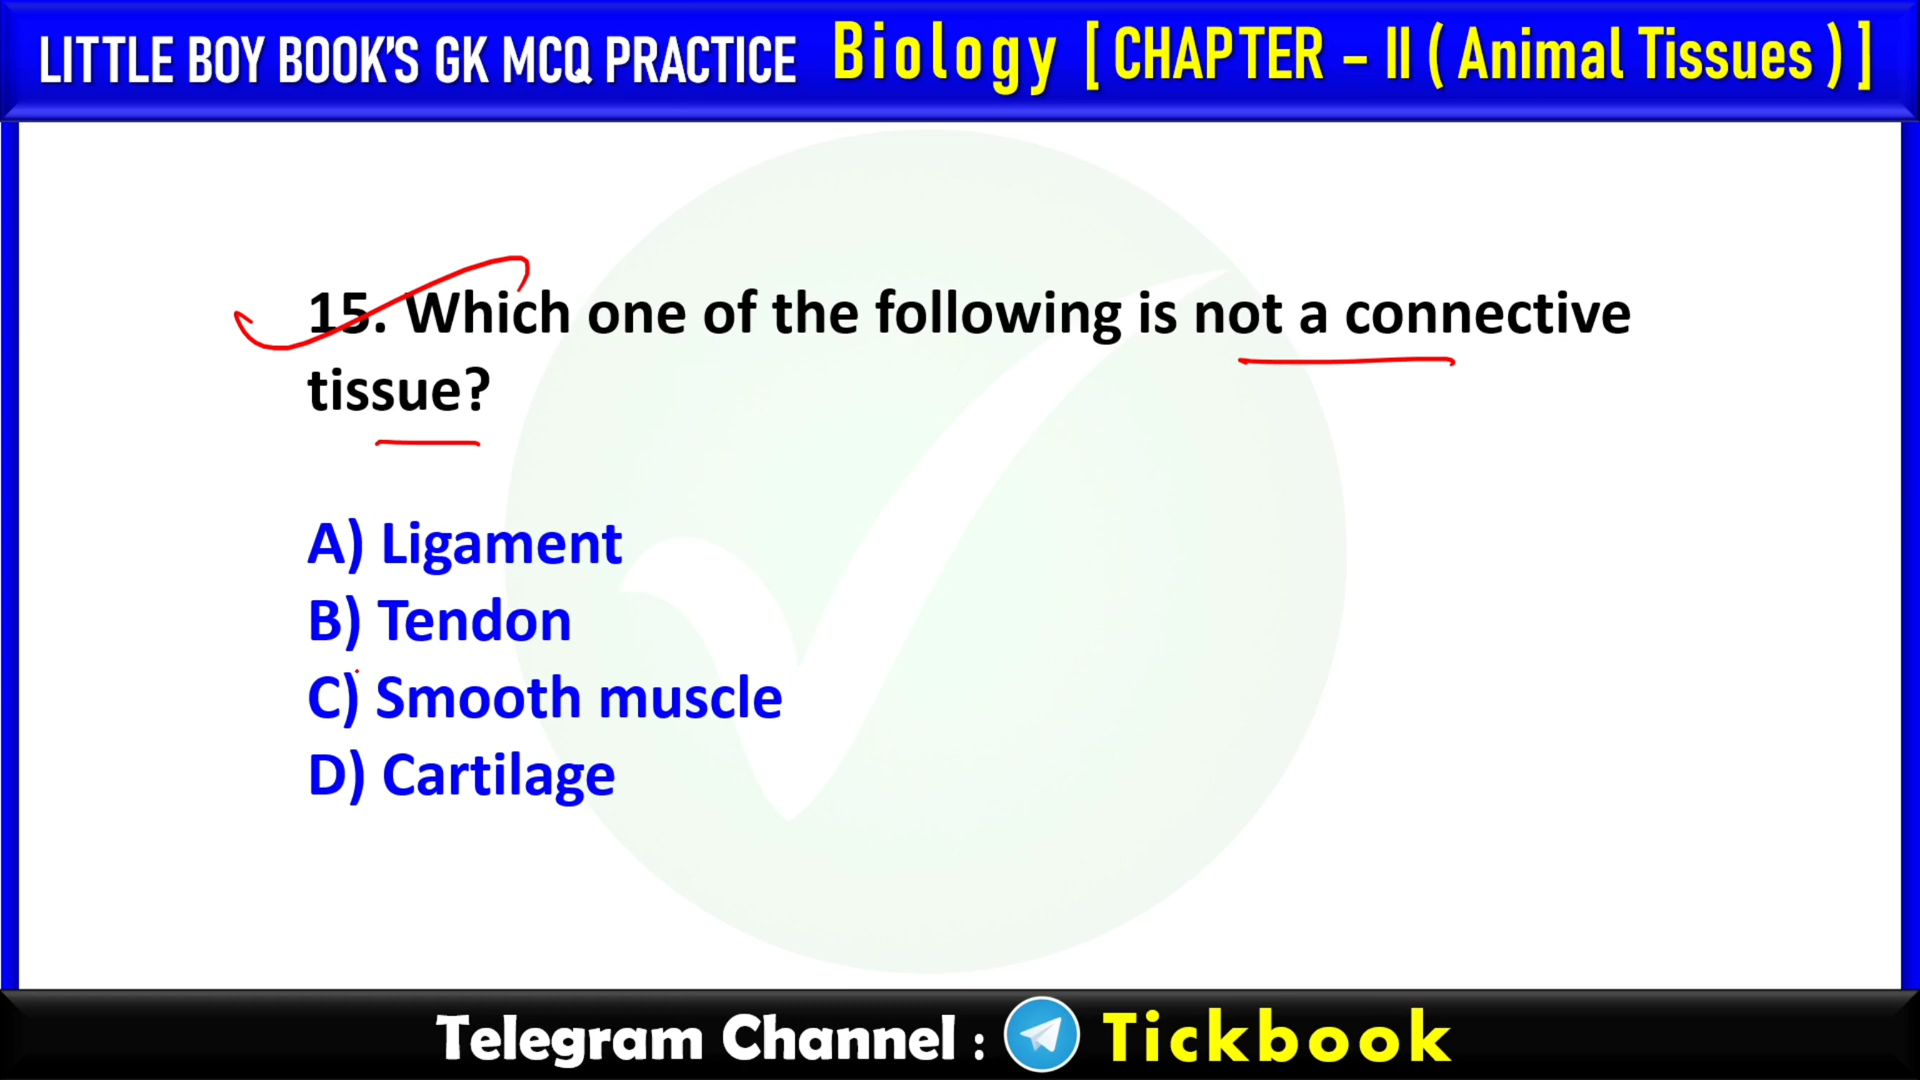 LITTLE BOY BOOK'S GK MCQ PRACTICE Biology [ CHAPTER – II ( Animal Tissues ) ]
15. Which one of the following is not a connective
tissue?
A) Ligament
B) Tendon
C) Smooth muscle
D) Cartilage
Telegram Channel : Tickbook